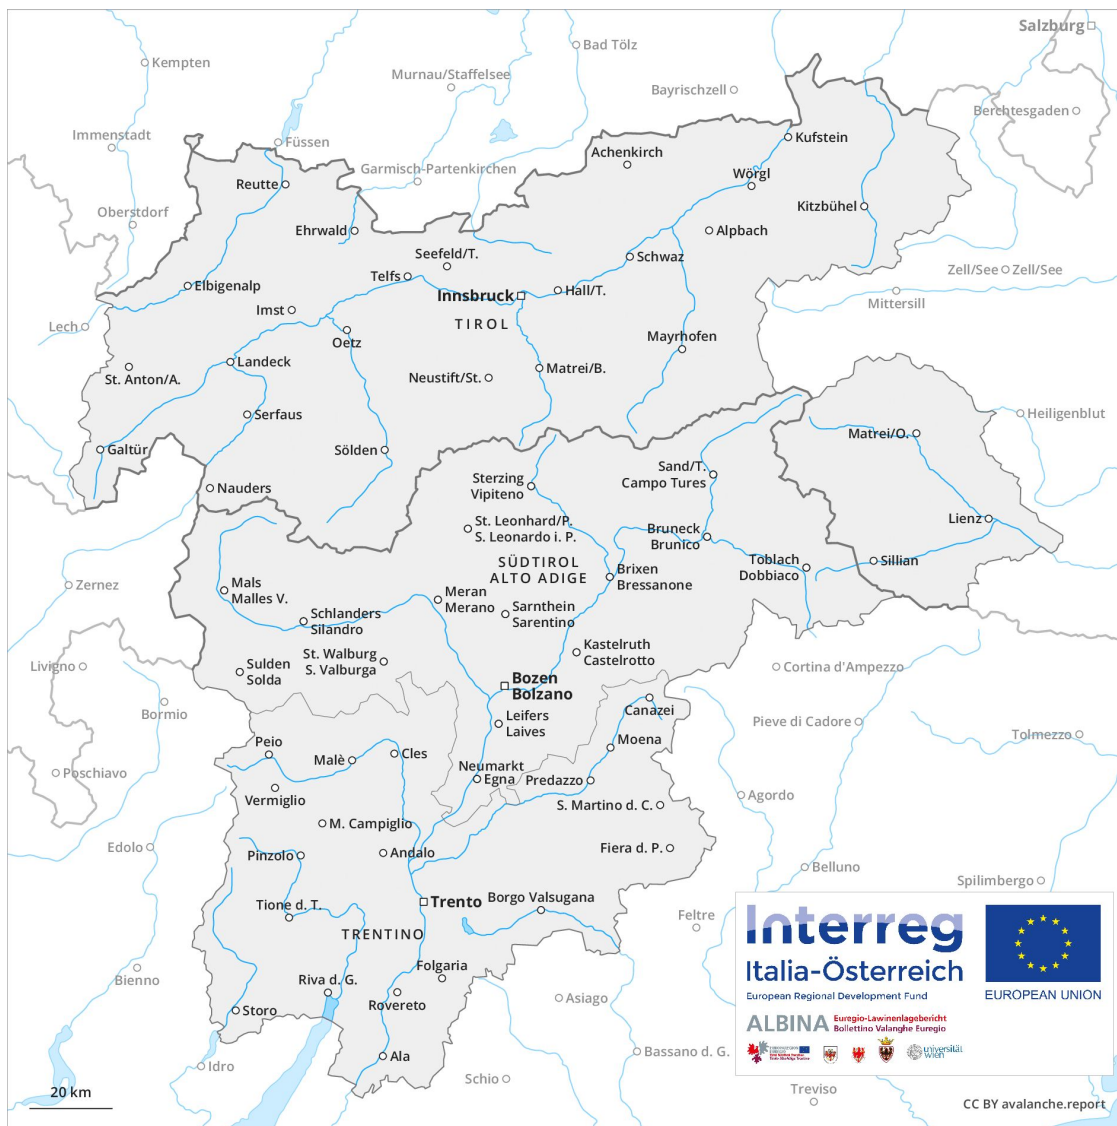 Salzburg
Bad Tölz
Kempten
Murnau/Staffelsee
Bayrischzell
Berchtesgaden
Immenstadt
Füssen
Kufstein
Achenkirch
Garmisch-Partenkirchen
Wörgl
Reutte
Oberstdorf
Kitzbühel
Ehrwald
Alpbach
Seefeld/T.
Schwaz
Telfs
Zell/See
Zell/See
Elbigenalp
Innsbruck
Hall/T.
Mittersill
Imst
TIROL
Lech
Oetz
Mayrhofen
Landeck
Matrei/B.
St. Anton/A.
Neustift/St.
Serfaus
Heiligenblut
Matrei/O.
Galtür
Sölden
Sand/T.
Campo Tures
Sterzing
Vipiteno
Nauders
Lienz
St. Leonhard/P.
S. Leonardo i. P.
Bruneck
Brunico
SÜDTIROL
ALTO ADIGE
Toblach
Dobbiaco
Sillian
Brixen
Bressanone
Zernez
Mals
Malles V.
Meran
Merano
Sarnthein
Sarentino
Schlanders
Silandro
Kastelruth
Castelrotto
St. Walburg
S. Valburga
Livigno
Sulden
Solda
Cortina d'Ampezzo
Bozen
Bolzano
Bormio
Canazei
Leifers
Laives
Pieve di Cadore
Tolmezzo
Peio
Moena
Cles
Malè
Neumarkt
Egna
Poschiavo
Predazzo
Vermiglio
Agordo
S. Martino d. C.
M. Campiglio
Edolo
Fiera d. P.
Pinzolo
Andalo
Belluno
Spilimbergo
Borgo Valsugana
Trento
Tione d. T.
Feltre
TRENTINO
Folgaria
Bienno
Riva d. G.
Rovereto
Asiago
Storo
Ala
Bassano d. G.
Idro
Schio
Treviso
Interreg
Italia-Österreich
European Regional Development Fund
EUROPEAN UNION
ALBINA
Euregio-Lawinenlagebericht
Bollettino Valanghe Euregio
universität
wien
20 km
CC BY avalanche.report